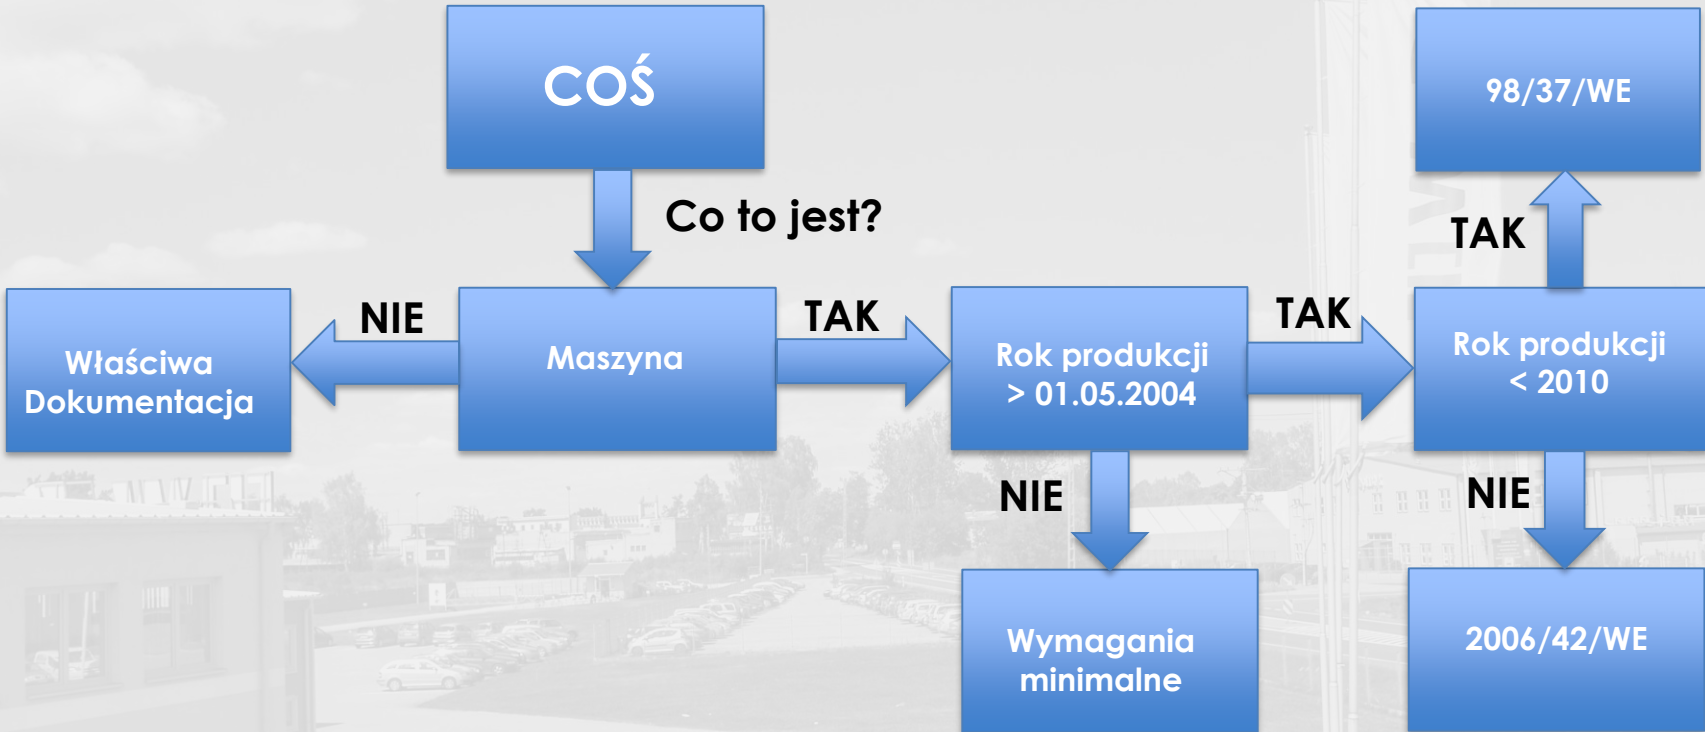 COŚ
98/37/WE
Co to jest?
TAK
NIE
TAK
TAK
Właściwa
Dokumentacja
Maszyna
Rok produkcji
> 01.05.2004
Rok produkcji
< 2010
NIE
NIE
Wymagania
minimalne
2006/42/WE